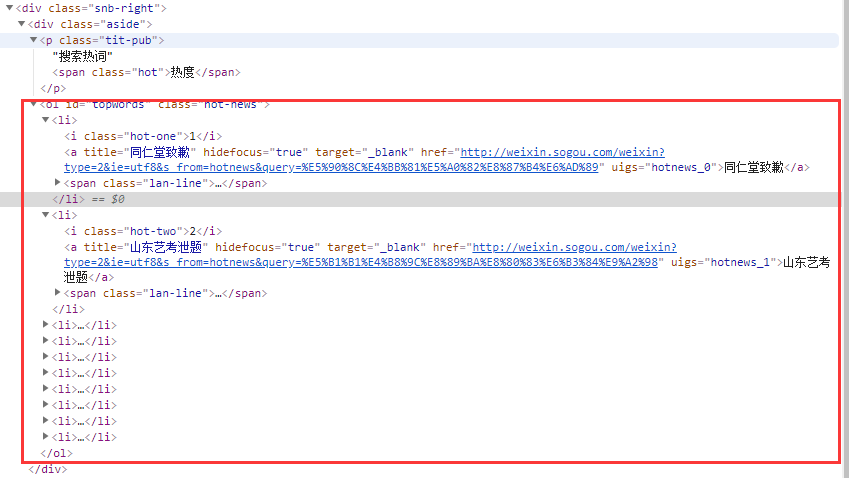 <div class="snb-right">
<div class="aside">
<p class="tit-pub">
"搜索热词"
<span class="hot">热度</span>
</p>
<ol id="topwords" class="hot-news">
<li>
<i class="hot-one">1</i>
<a title="同仁堂致歉" hidefocus="true" target="_blank" href="http://weixin.sogou.com/weixin?
type=2&ie=utf8&s_from=hotnews&query=%E5%90%8C%E4%BB%81%E5%A0%82%E8%87%B4%E6%AD%89" uigs="hotnews_0">同仁堂致歉</a>
<span class="lan-line">…</span>
</li> == $0
<li>
<i class="hot-two">2</i>
<a title="山东艺考泄题" hidefocus="true" target="_blank" href="http://weixin.sogou.com/weixin?
type=2&ie=utf8&s_from=hotnews&query=%E5%B1%B1%E4%B8%9C%E8%89%BA%E8%80%83%E6%B3%84%E9%A2%98" uigs="hotnews_1">山东艺考
泄题</a>
<span class="lan-line">…</span>
</li>
<li>…</li>
<li>…</li>
<li>…</li>
<li>…</li>
<li>…</li>
<li>…</li>
<li>…</li>
<li>…</li>
</ol>
</div>